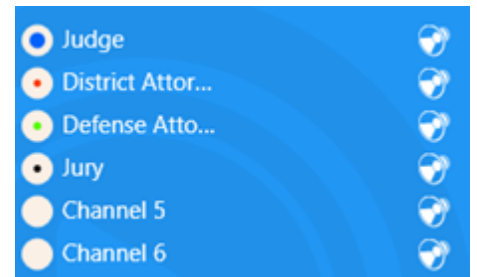 Judge
District Attor...
Defense Atto...
Jury
Channel 5
Channel 6